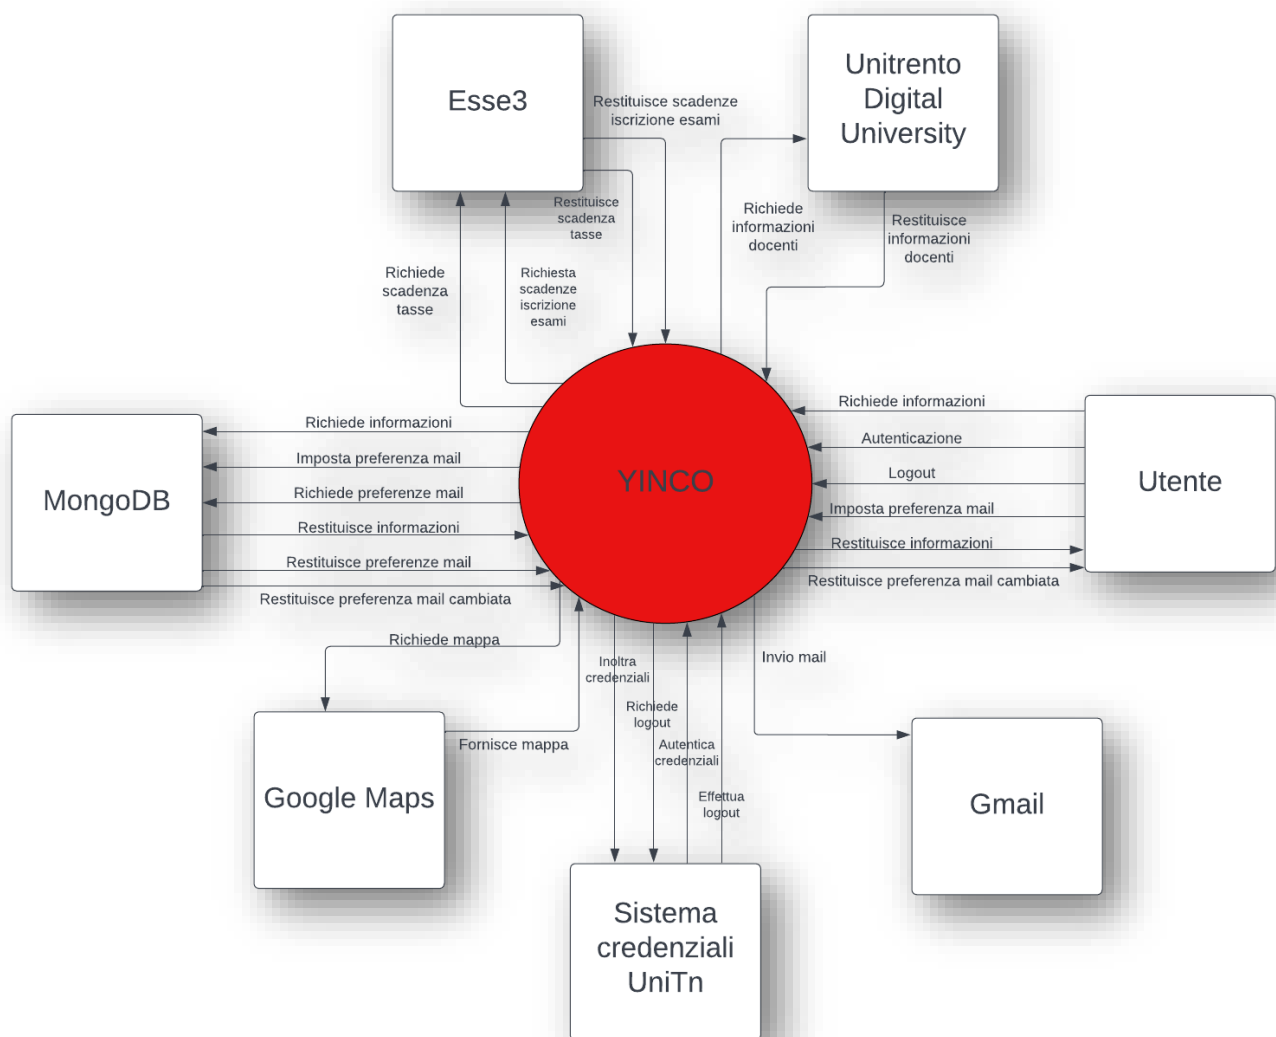 Esse3
Unitrento
Digital
University
Restituisce scadenze
iscrizione esami
Restituisce
scadenza
tasse
Richiede
informazioni
docenti
Restituisce
informazioni
docenti
Richiede
scadenza
tasse
Richiesta
scadenze
iscrizione
esami
MongoDB
Richiede informazioni
Imposta preferenza mail
Richiede preferenze mail
Restituisce informazioni
Restituisce preferenze mail
Restituisce preferenza mail cambiata
YINCO
Richiede informazioni
Autenticazione
Logout
Imposta preferenza mail
Restituisce informazioni
Restituisce preferenza mail cambiata
Utente
Richiede mappa
Fornisce mappa
Google Maps
Inoltra
credenziali
Richiede
logout
Autentica
credenziali
Effettua
logout
Invio mail
Gmail
Sistema
credenziali
UniTn